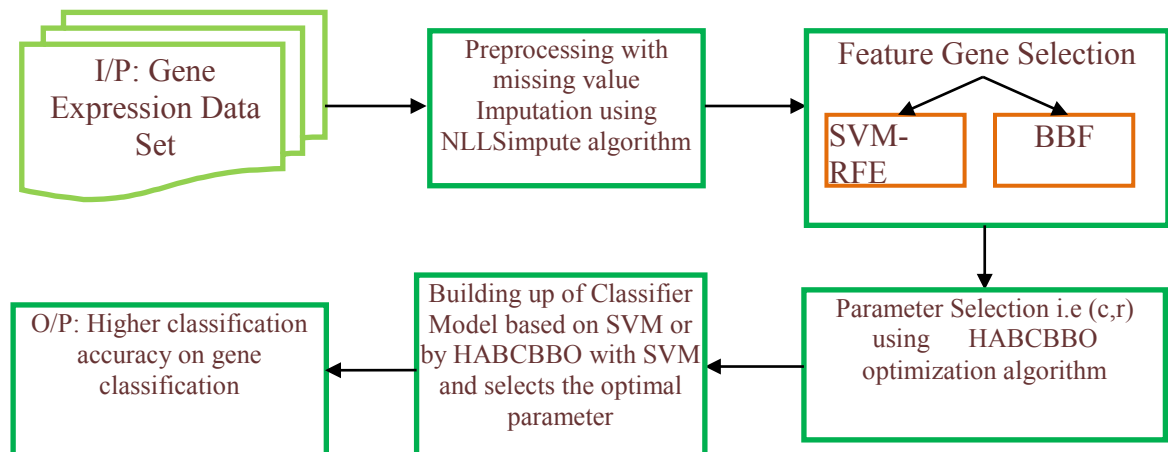 I/P: Gene
Expression Data
Set
Preprocessing with
missing value
Imputation using
NLLSimpute algorithm
Feature Gene Selection
SVM-
RFE
BBF
Parameter Selection i.e (c,r)
using HABCBBO
optimization algorithm
Building up of Classifier
Model based on SVM or
by HABCBBO with SVM
and selects the optimal
parameter
O/P: Higher classification
accuracy on gene
classification